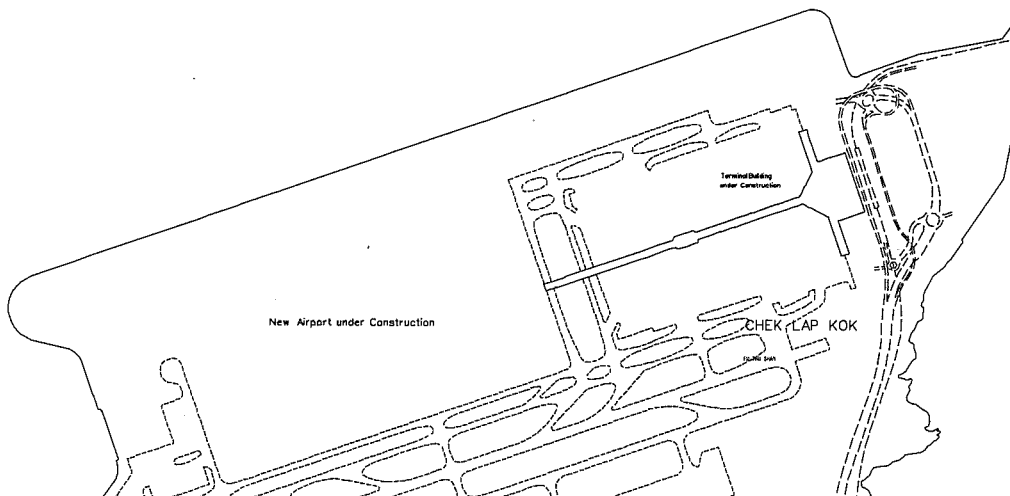 Terminal Building
under Construction
New Airport under Construction
CHEK LAP KOK